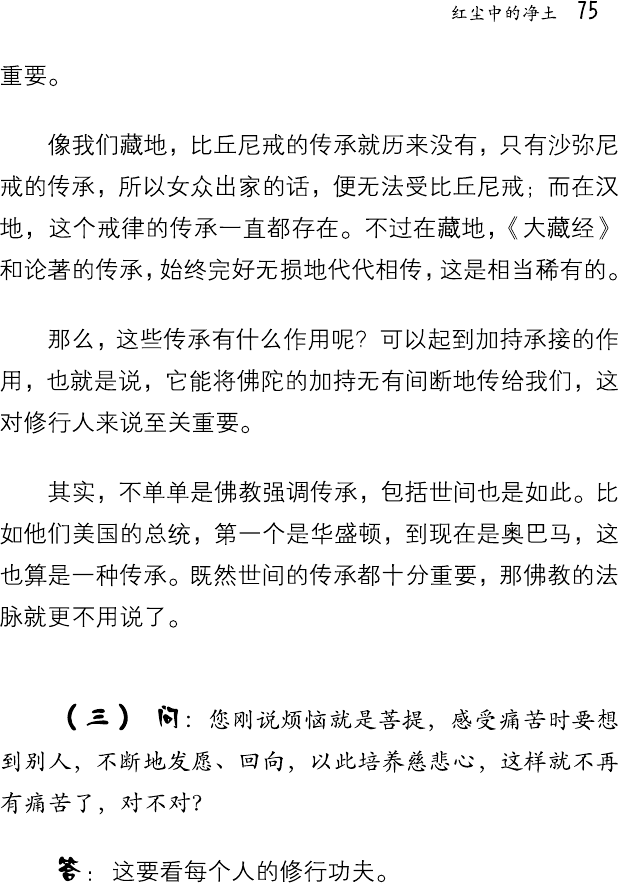 红尘中的净土 75
重要。
像我们藏地，比丘尼戒的传承就历来没有，只有沙弥尼
戒的传承，所以女众出家的话，便无法受比丘尼戒；而在汉
地，这个戒律的传承一直都存在。不过在藏地，《大藏经》
和论著的传承，始终完好无损地代代相传，这是相当稀有的。
那么，这些传承有什么作用呢？可以起到加持承接的作
用，也就是说，它能将佛陀的加持无有间断地传给我们，这
对修行人来说至关重要。
其实，不单单是佛教强调传承，包括世间也是如此。比
如他们美国的总统，第一个是华盛顿，到现在是奥巴马，这
也算是一种传承。既然世间的传承都十分重要，那佛教的法
脉就更不用说了。
（三） 问：您刚说烦恼就是菩提，感受痛苦时要想
到别人，不断地发愿、回向，以此培养慈悲心，这样就不再
有痛苦了，对不对？
答：这要看每个人的修行功夫。